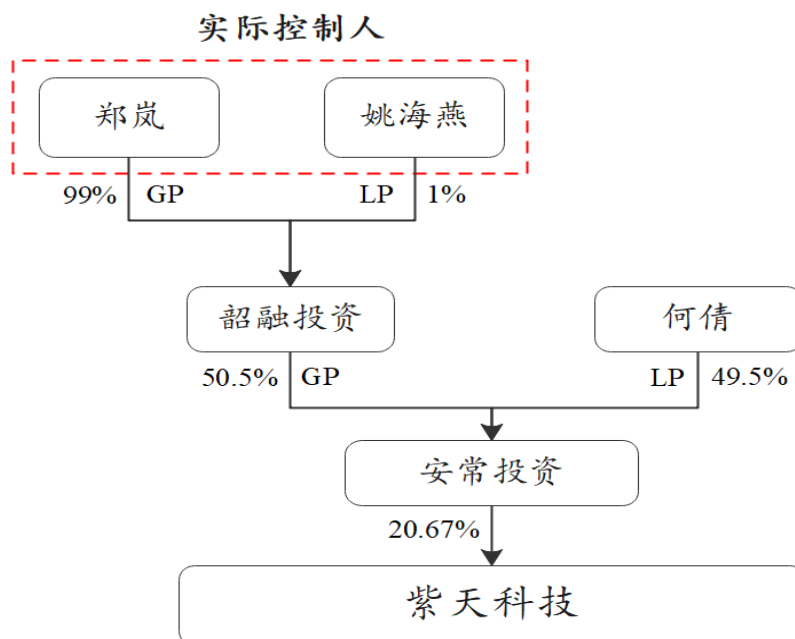 实际控制人
郑岚 姚海燕
99% GP LP 1%
韶融投资 何倩
50.5% GP LP 49.5%
安常投资
20.67%
紫天科技